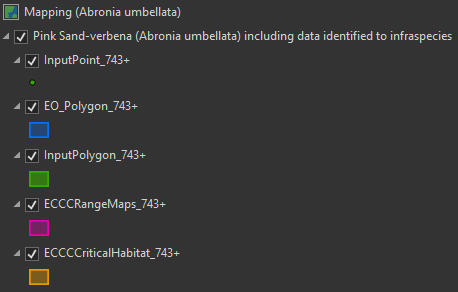 Mapping (Abronia umbellata)
Pink Sand-verbena (Abronia umbellata) including data identified to infraspecies
InputPoint_743+
EO_Polygon_743+
InputPolygon_743+
ECCCRangeMaps_743+
ECCCCriticalHabitat_743+